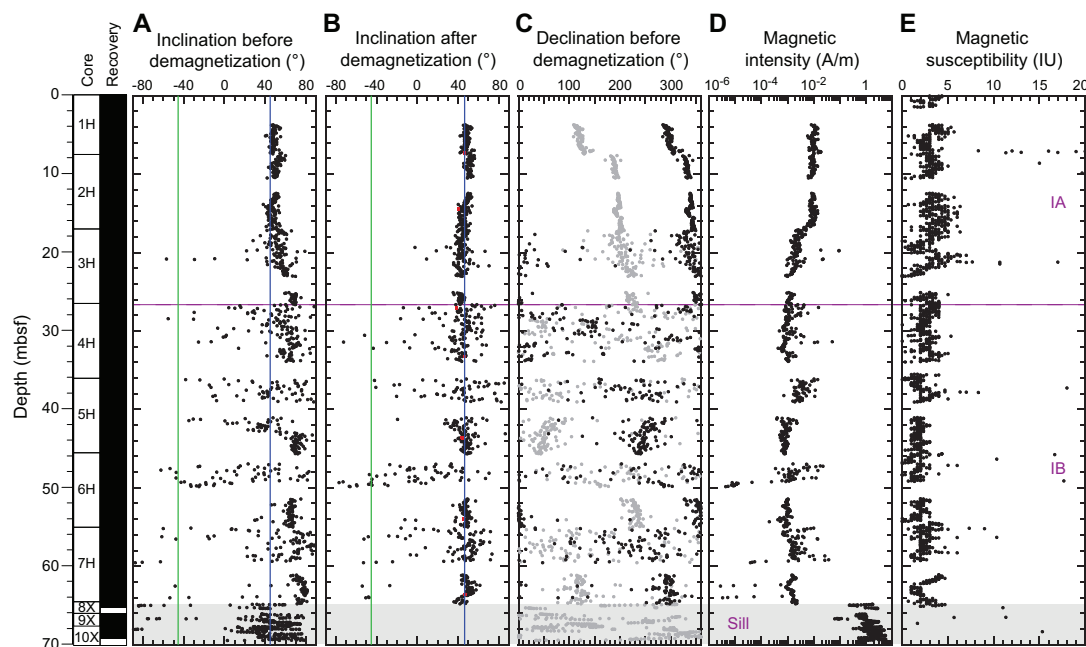 A
B
C
D
E
Inclination before
demagnetization (°)
Inclination after
demagnetization (°)
Declination before
demagnetization (°)
Magnetic
intensity (A/m)
Magnetic
susceptibility (IU)
Core
Recovery
-80 -40 0 40 80
-80 -40 0 40 80
0 100 200 300
10-6 10-4 10-2 1
0 5 10 15 20
Depth (mbsf)
0
10
20
30
40
50
60
70
1H
2H
3H
4H
5H
6H
7H
8X
9X
10X
IA
IB
Sill